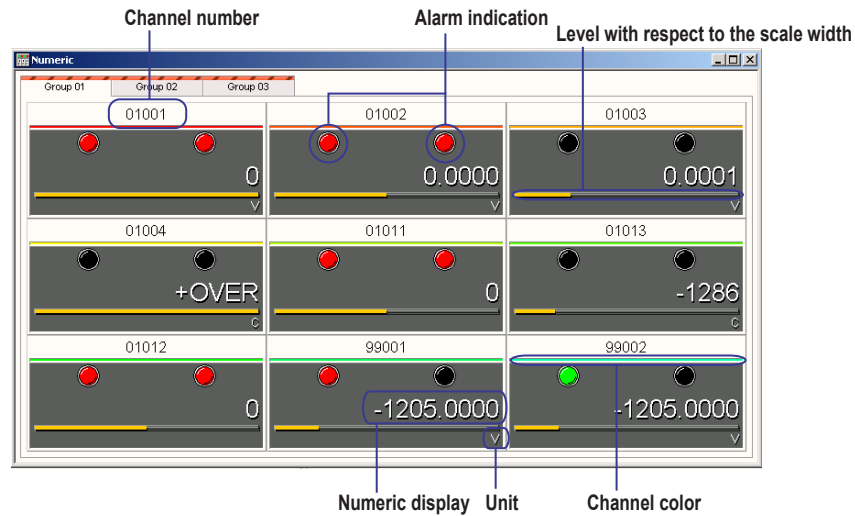 Channel number
Alarm indication
Level with respect to the scale width
Numeric
Group 01 Group 02 Group 03
01001 01002 01003
0 0.0000 0.0001
V V V
01004 01011 01013
+OVER 0 -1286
C C
01012 99001 99002
0 -1205.0000 -1205.0000
V V
Numeric display Unit Channel color